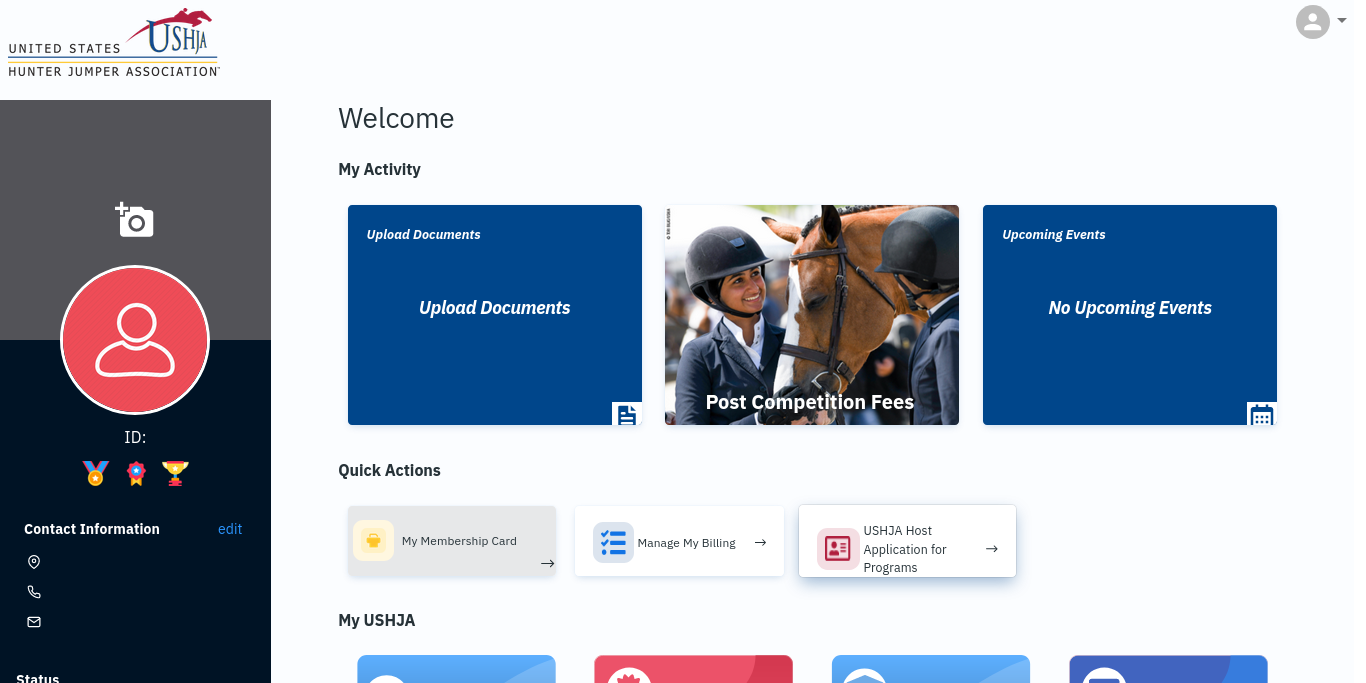 UNITED STATES USHJA
HUNTER JUMPER ASSOCIATION
Welcome
My Activity
Upload Documents
Upload Documents
Post Competition Fees
Upcoming Events
No Upcoming Events
ID:
Quick Actions
My Membership Card
Manage My Billing
USHJA Host
Application for
Programs
Contact Information edit
My USHJA
Status